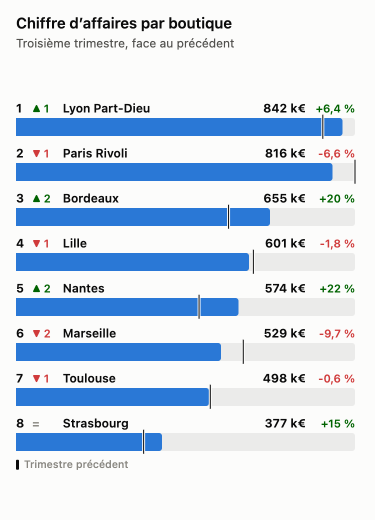 Chiffre d’affaires par boutique
Troisième trimestre, face au précédent
1 ▲ 1 Lyon Part-Dieu 842 k€ +6,4 %
2 ▼ 1 Paris Rivoli 816 k€ -6,6 %
3 ▲ 2 Bordeaux 655 k€ +20 %
4 ▼ 1 Lille 601 k€ -1,8 %
5 ▲ 2 Nantes 574 k€ +22 %
6 ▼ 2 Marseille 529 k€ -9,7 %
7 ▼ 1 Toulouse 498 k€ -0,6 %
8 = Strasbourg 377 k€ +15 %
Trimestre précédent